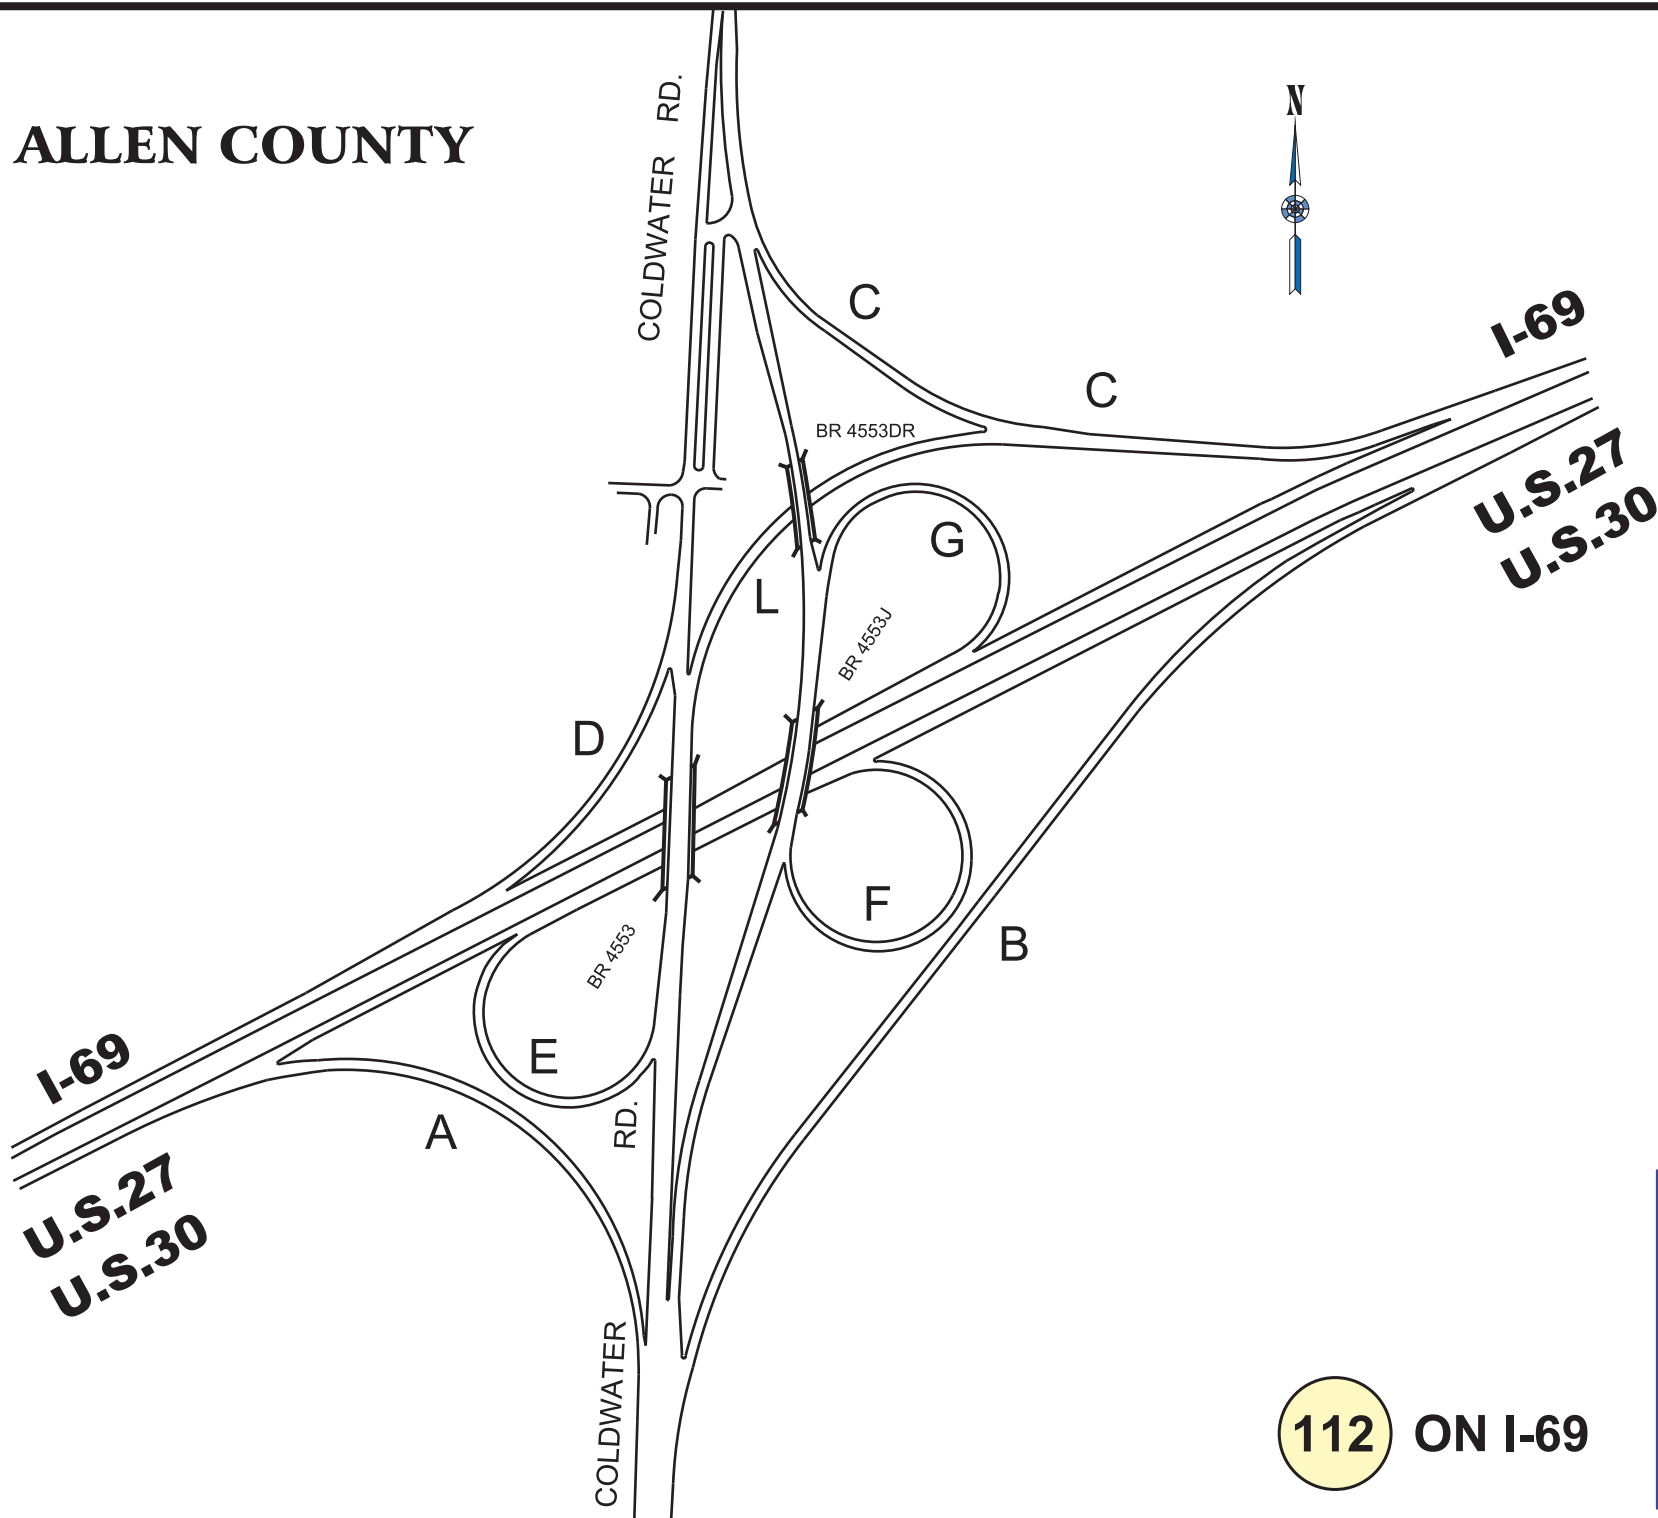 ALLEN COUNTY
COLDWATER RD.
N
C
C
I-69
U.S.27
U.S.30
BR 4553DR
G
L
BR 4553J
D
F
B
BR 4553
E
I-69
A
RD.
U.S.27
U.S.30
COLDWATER
112 ON I-69